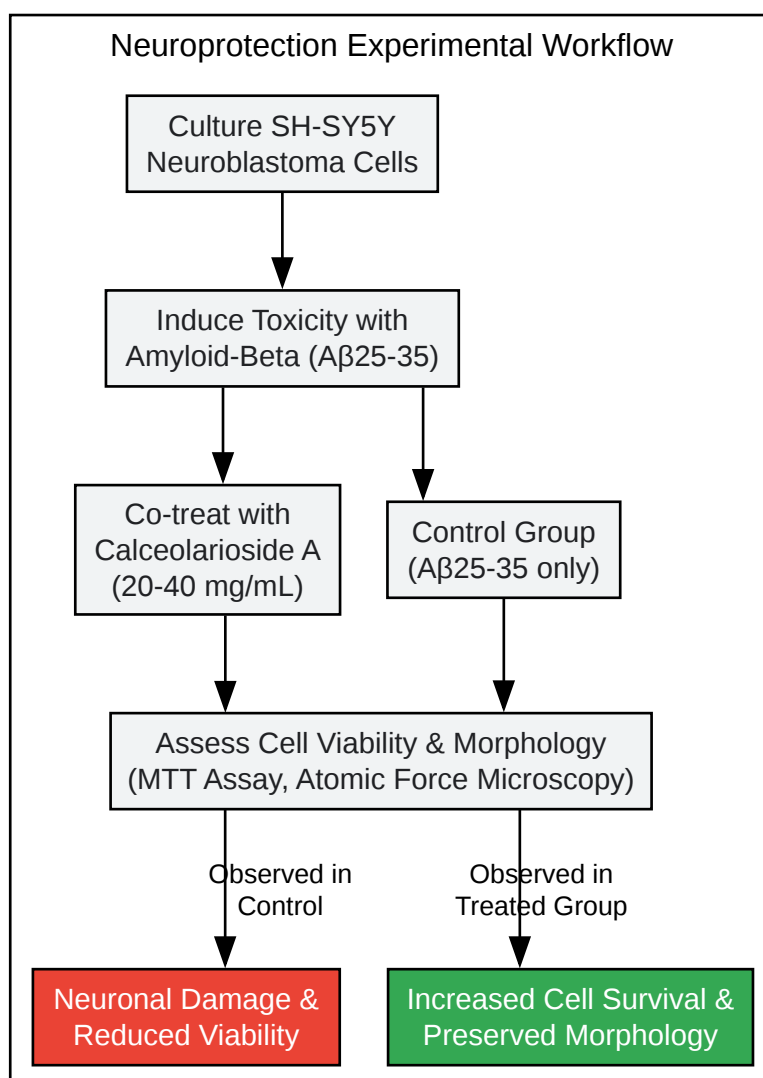 Neuroprotection Experimental Workflow
Culture SH-SY5Y
Neuroblastoma Cells
Induce Toxicity with
Amyloid-Beta (Aβ25-35)
Co-treat with
Calceolarioside A
(20-40 mg/mL)
Control Group
(Aβ25-35 only)
Assess Cell Viability & Morphology
(MTT Assay, Atomic Force Microscopy)
Observed in
Control
Observed in
Treated Group
Neuronal Damage &
Reduced Viability
Increased Cell Survival &
Preserved Morphology